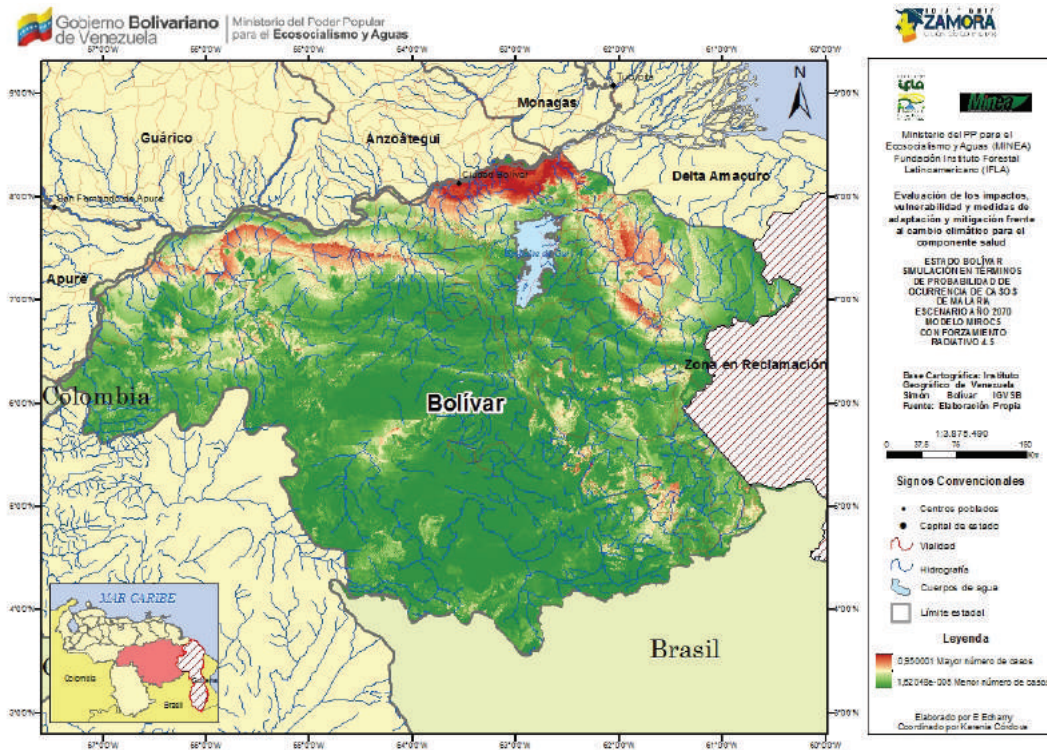 Gobierno Bolivariano
de Venezuela
Ministerio del Poder Popular
para el Ecosocialismo y Aguas
ZAMORA
67°0'0"W 66°0'0"W 65°0'0"W 64°0'0"W 63°0'0"W 62°0'0"W 61°0'0"W 60°0'0"W
N
Monagas
Guárico
Anzoátegui
Ciudad Bolívar
Delta Amacuro
San Fernando de Apure
Apure
Zona en Reclamación
Colombia
Bolívar
Brasil
9°0'0"N
8°0'0"N
7°0'0"N
6°0'0"N
5°0'0"N
4°0'0"N
3°0'0"N
MAR CARIBE
Colombia
Brasil
ifla
Minea
Ministerio del PP para el
Ecosocialismo y Aguas (MINEA)
Fundación Instituto Forestal
Latinoamericano (IFLA)
Evaluación de los impactos,
vulnerabilidad y medidas de
adaptación y mitigación frente
al cambio climático para el
componente salud
ESTADO BOLÍVAR
SIMULACIÓN EN TÉRMINOS
DE PROBABILIDAD DE
OCURRENCIA DE CASOS
DE MALARIA
ESCENARIO AÑO 2070
MODELO MIROC5
CON FORZAMIENTO
RADIATIVO 4.5
Base Cartográfica: Instituto
Geográfico de Venezuela
Simón Bolívar IGVSB
Fuente: Elaboración Propia
1:3.875.490
0 37,5 75 150
Km
Signos Convencionales
Centros poblados
Capital de estado
Vialidad
Hidrografía
Cuerpos de agua
Límite estadal
Leyenda
0,950001 Mayor número de casos
1,62048e-006 Menor número de casos
Elaborado por E Echarry
Coordinado por Karenia Córdova